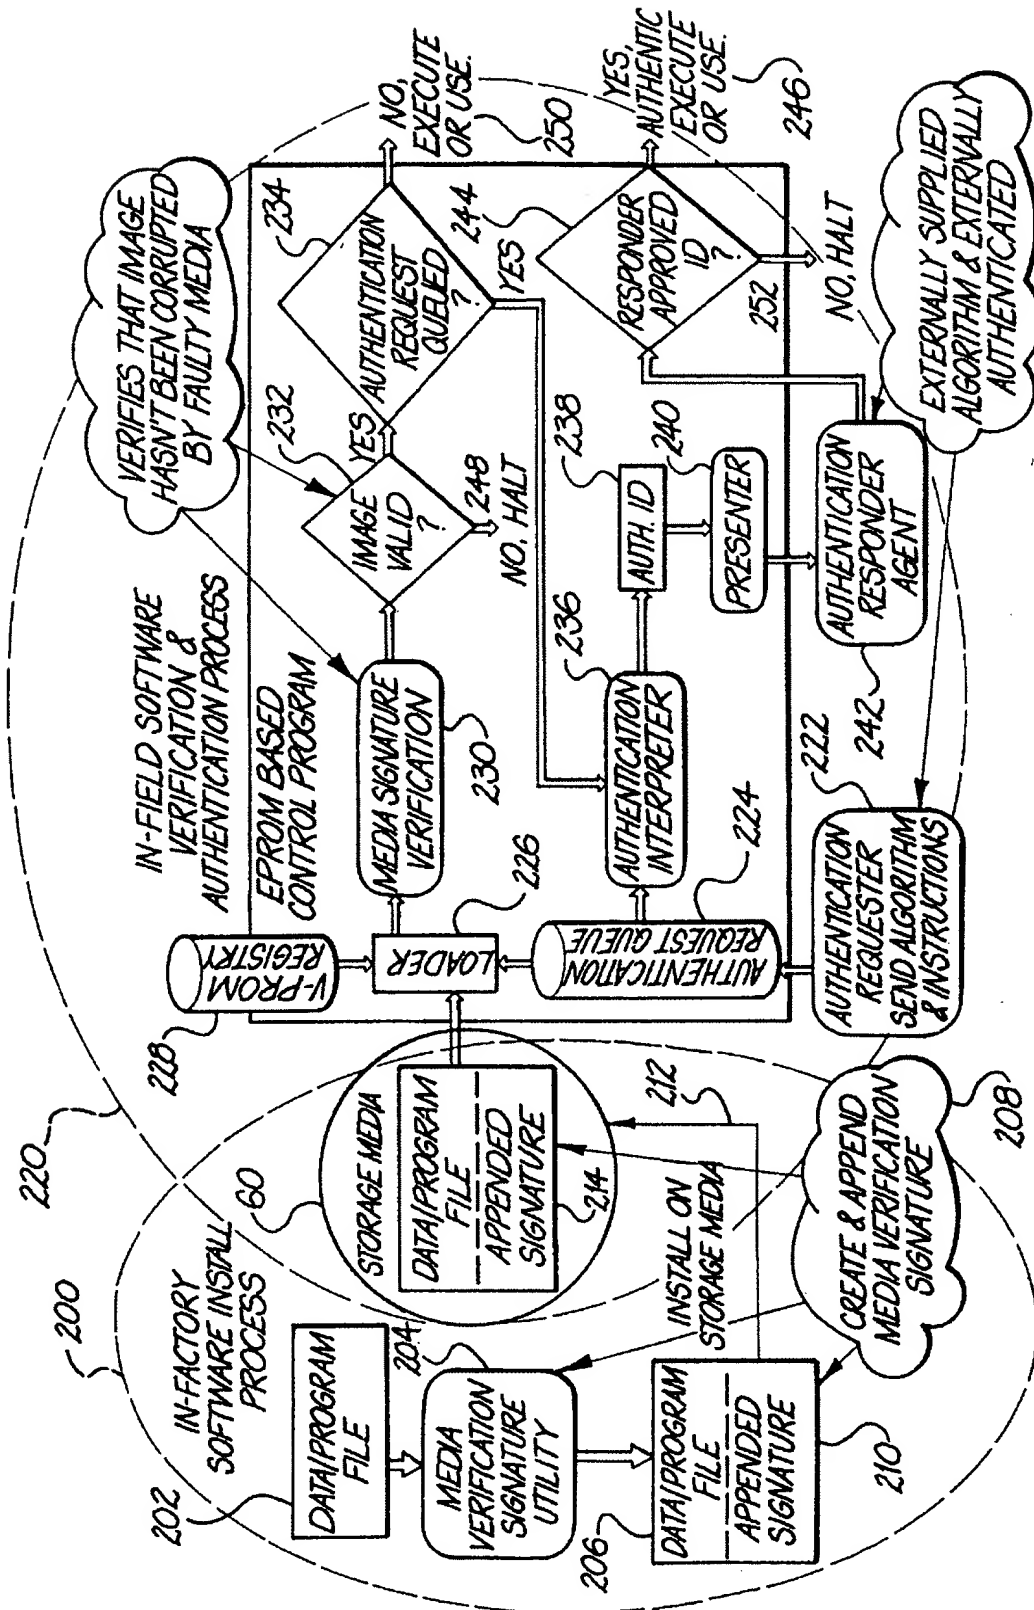 200
IN-FACTORY
SOFTWARE INSTALL
PROCESS
202
DATA/PROGRAM
FILE
204
MEDIA
VERIFICATION
SIGNATURE
UTILITY
206
DATA/PROGRAM
FILE
APPENDED
SIGNATURE
210
INSTALL ON
STORAGE MEDIA
212
CREATE & APPEND
MEDIA VERIFICATION
SIGNATURE
208
60
STORAGE MEDIA
DATA/PROGRAM
FILE
APPENDED
SIGNATURE
214
220
IN-FIELD SOFTWARE
VERIFICATION &
AUTHENTICATION PROCESS
228
V-PROM
REGISTRY
EPROM BASED
CONTROL PROGRAM
LOADER
226
AUTHENTICATION
REQUEST QUEUE
224
AUTHENTICATION
REQUESTER
SEND ALGORITHM
& INSTRUCTIONS
222
MEDIA SIGNATURE
VERIFICATION
230
VERIFIES THAT IMAGE
HASN'T BEEN CORRUPTED
BY FAULTY MEDIA
IMAGE
VALID
?
232
YES
248
NO, HALT
AUTHENTICATION
REQUEST
QUEUED
?
234
YES
NO,
EXECUTE
OR USE.
250
AUTHENTICATION
INTERPRETER
236
AUTH. ID
238
PRESENTER
240
AUTHENTICATION
RESPONDER
AGENT
242
RESPONDER
APPROVED
ID
?
244
YES,
AUTHENTIC
(EXECUTE
OR USE.
246
252
NO, HALT
EXTERNALLY SUPPLIED
ALGORITHM & EXTERNALLY
AUTHENTICATED